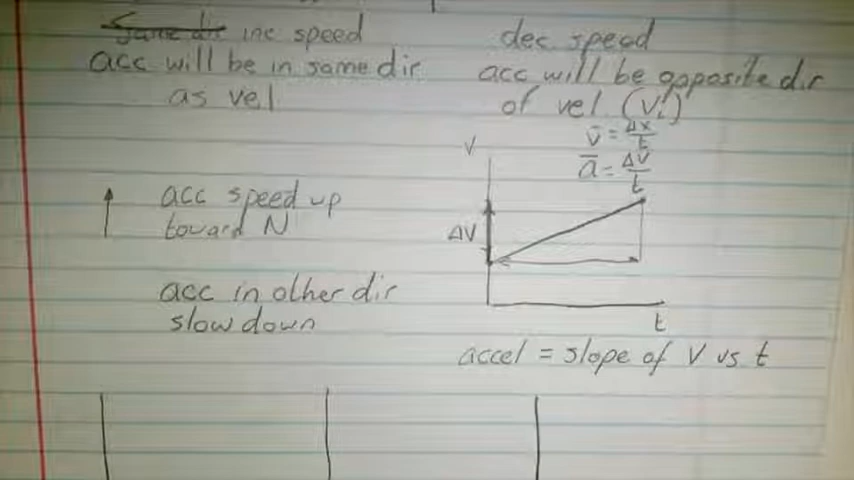 inc speed
acc will be in same dir
as vel
dec speed
acc will be opposite dir
of vel (Vi)
v̄ = Δx/t
ā = Δv/t
V
ΔV
t
acc speed up
toward N
acc in other dir
slow down
accel = slope of V vs t